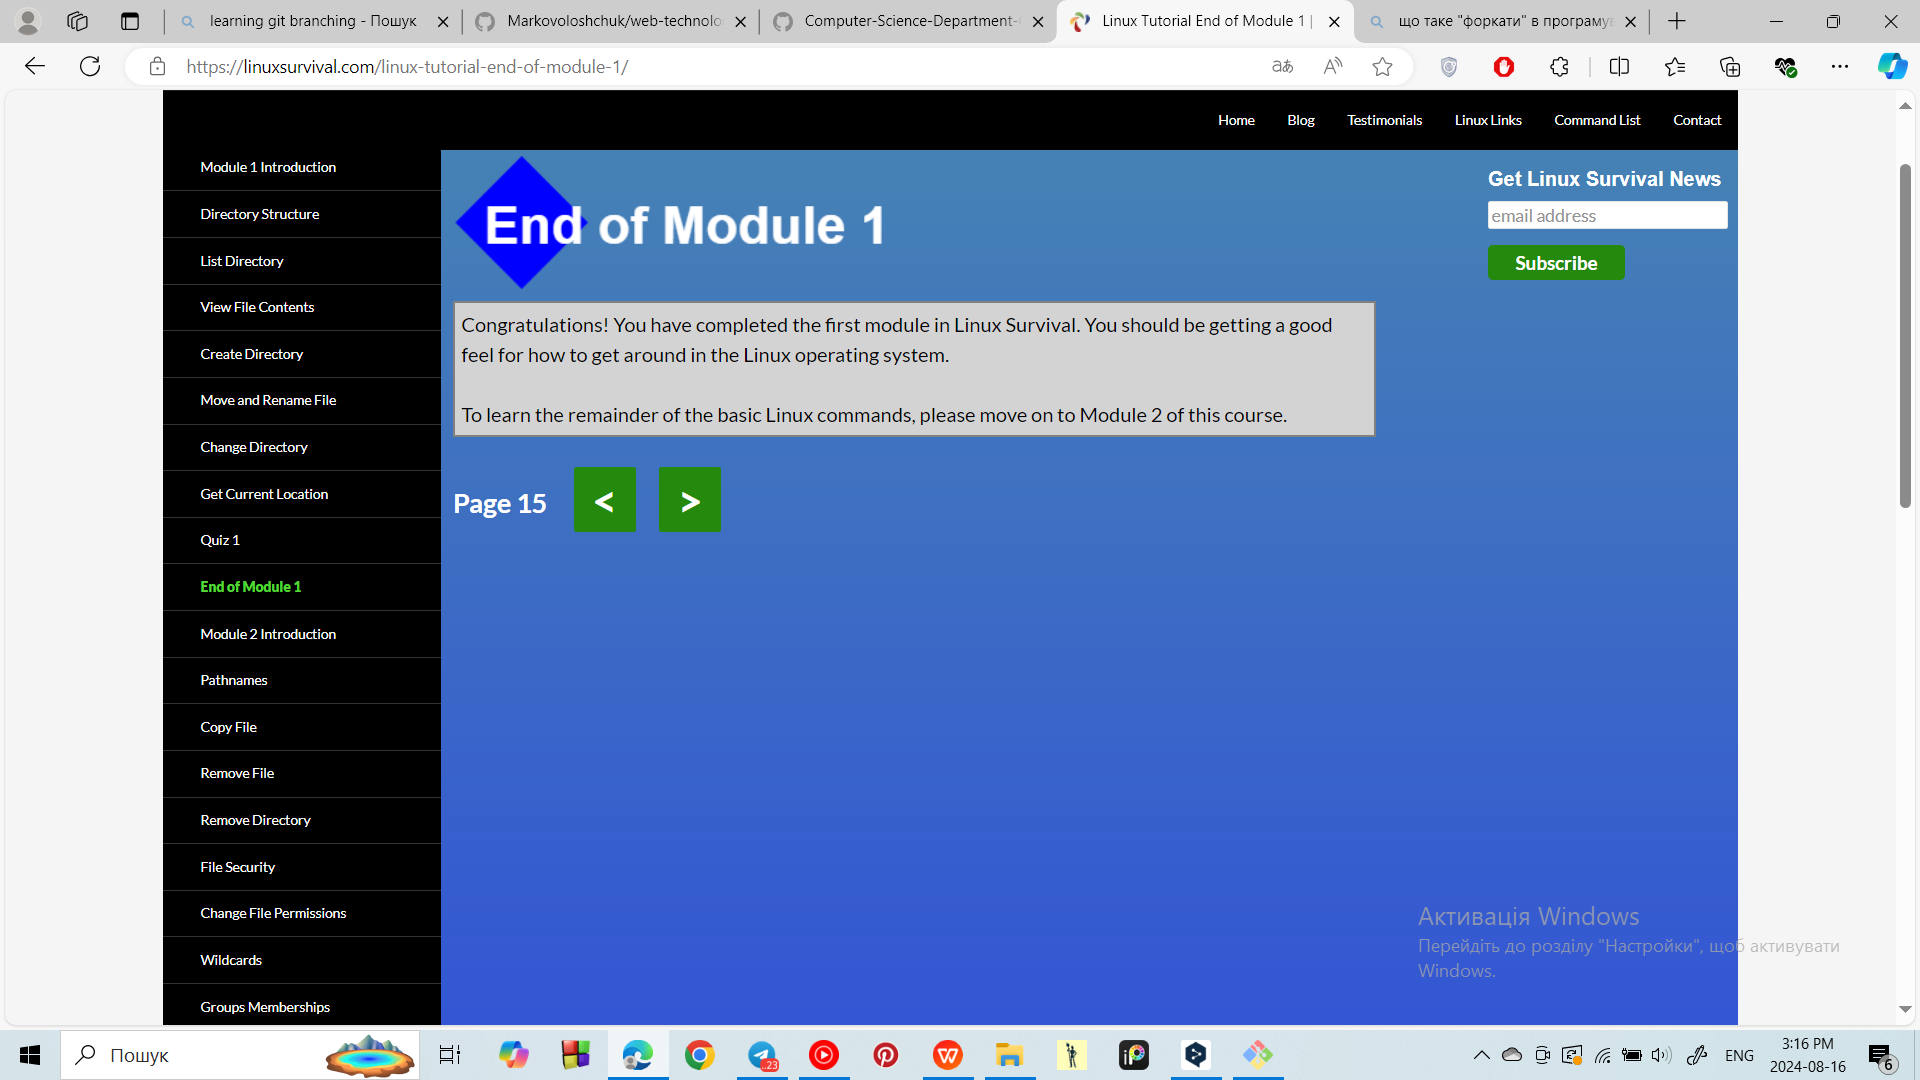 learning git branching - Пошук
Markovoloshchuk/web-technolo
Computer-Science-Department-
Linux Tutorial End of Module 1 |
що таке "форкати" в програму
https://linuxsurvival.com/linux-tutorial-end-of-module-1/
Home
Blog
Testimonials
Linux Links
Command List
Contact
Module 1 Introduction
Directory Structure
List Directory
View File Contents
Create Directory
Move and Rename File
Change Directory
Get Current Location
Quiz 1
End of Module 1
Module 2 Introduction
Pathnames
Copy File
Remove File
Remove Directory
File Security
Change File Permissions
Wildcards
Groups Memberships
End of Module 1
Congratulations! You have completed the first module in Linux Survival. You should be getting a good
feel for how to get around in the Linux operating system.
To learn the remainder of the basic Linux commands, please move on to Module 2 of this course.
Page 15
<
>
Get Linux Survival News
email address
Subscribe
Активація Windows
Перейдіть до розділу "Настройки", щоб активувати
Windows.
Пошук
..23
ENG
3:16 PM
2024-08-16
6